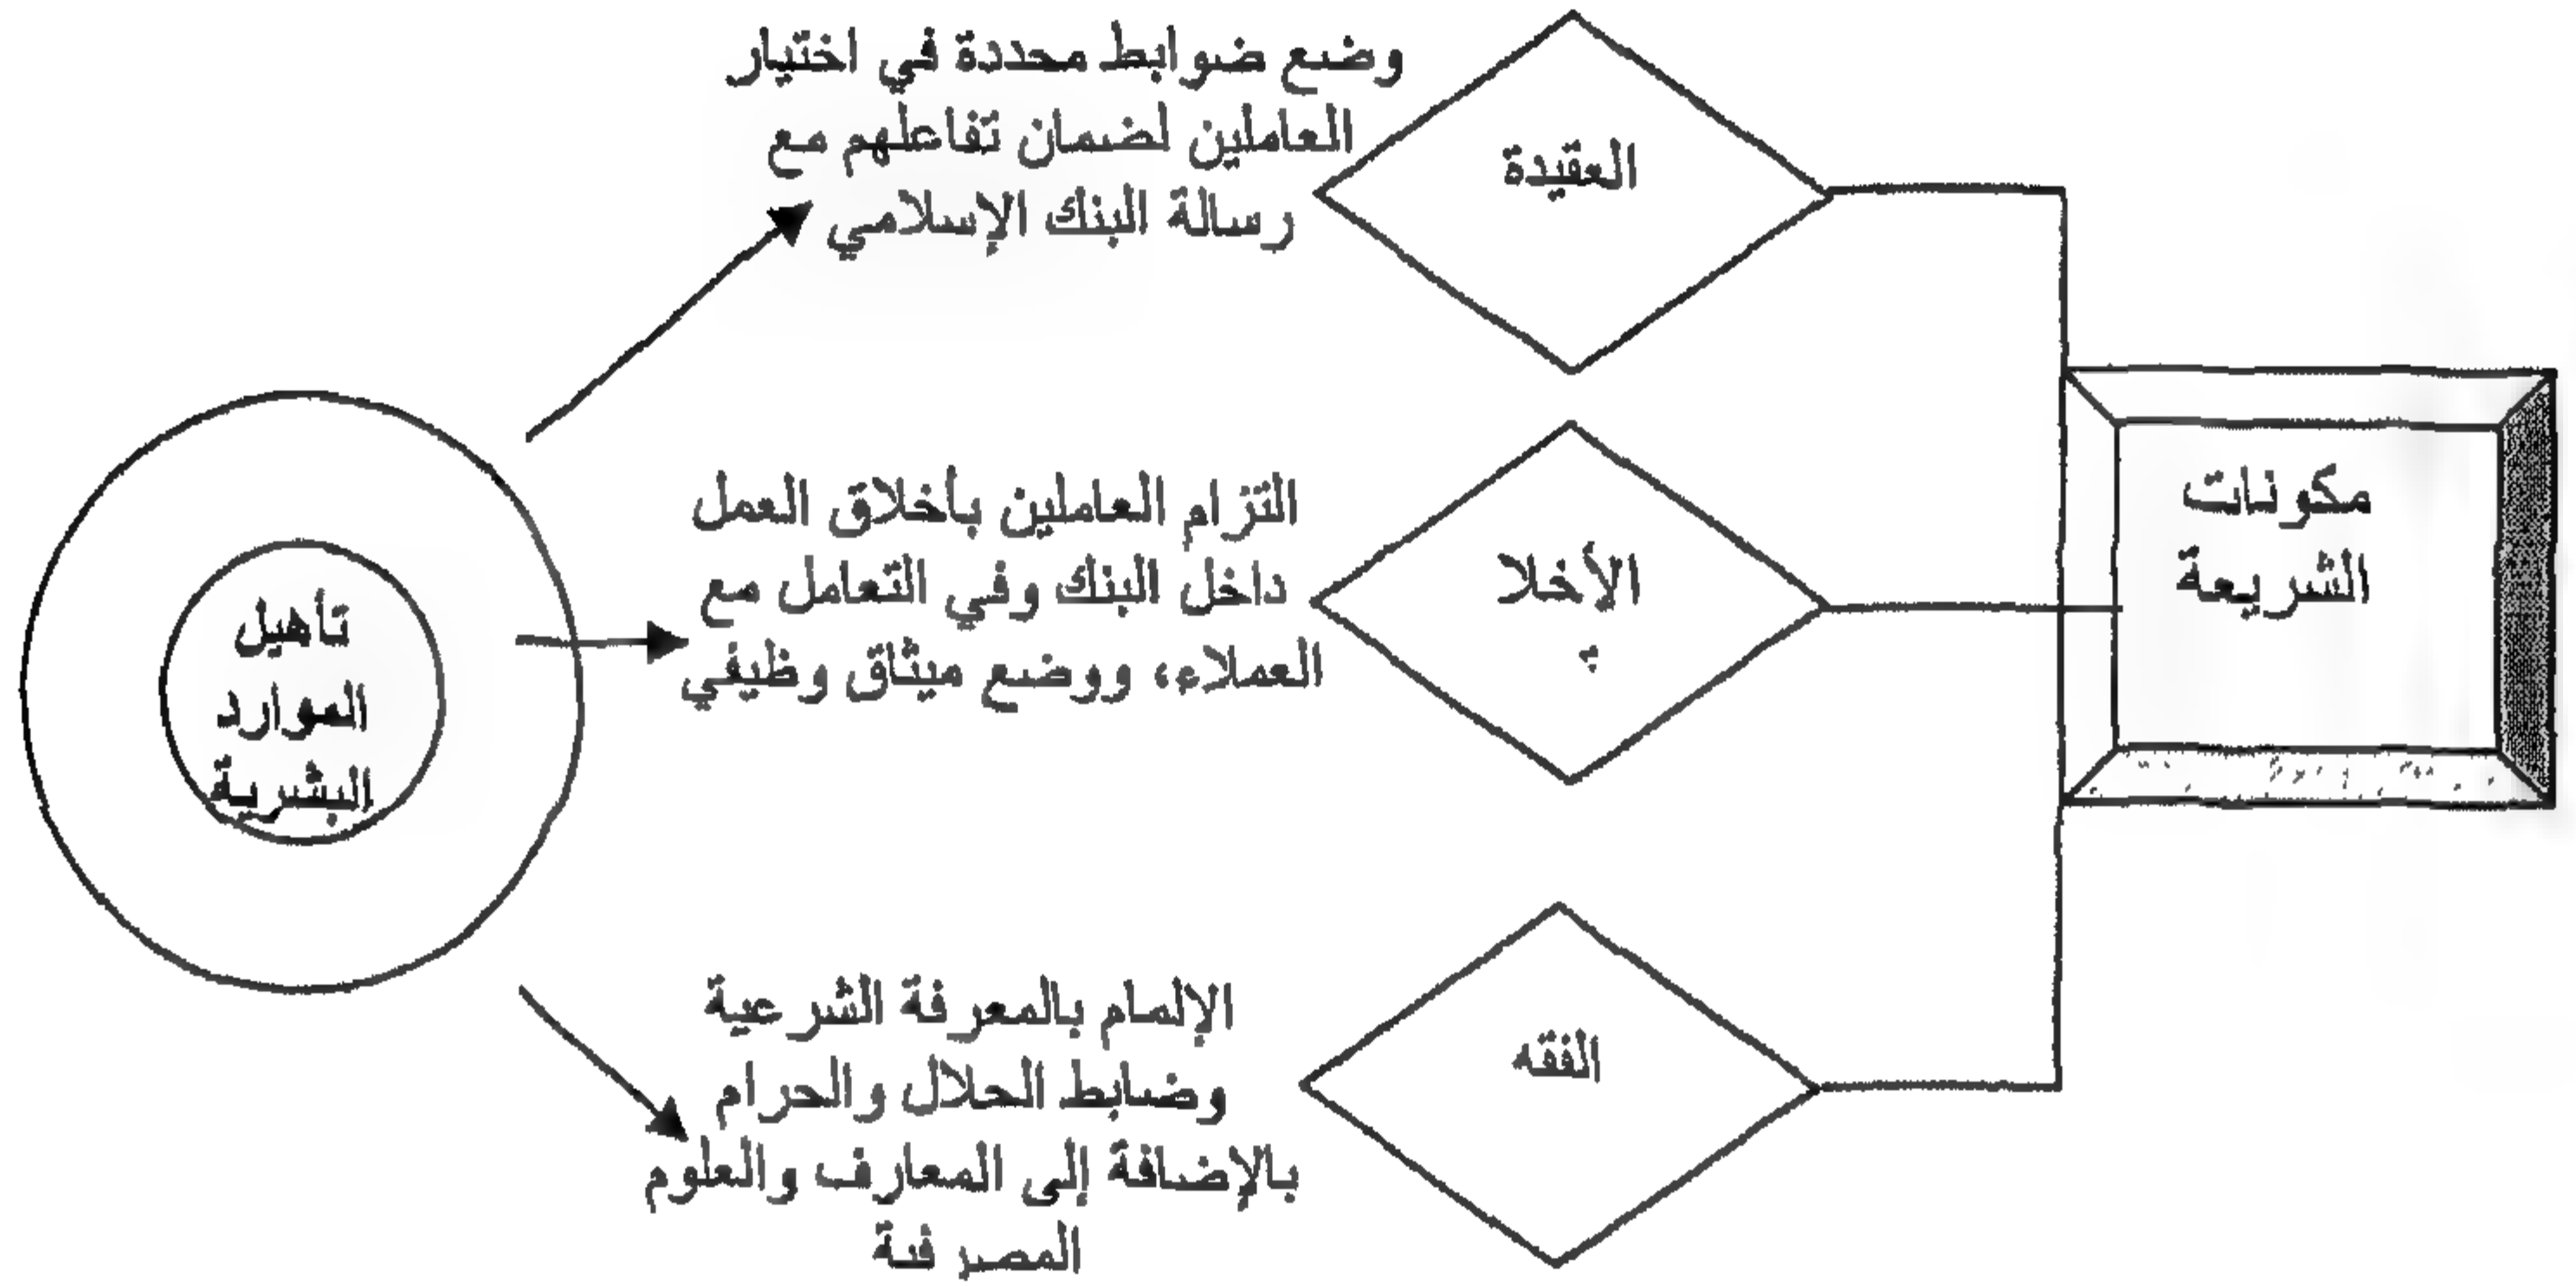 مكونات
الشريعة
العقيدة
وضع ضوابط محددة في اختيار
العاملين لضمان تفاعلهم مع
رسالة البنك الإسلامي
الأخلا
التزام العاملين بأخلاق العمل
داخل البنك وفي التعامل مع
العملاء، ووضع ميثاق وظيفي
الفقه
الإلمام بالمعرفة الشرعية
وضابط الحلال والحرام
بالإضافة إلى المعارف والعلوم
المصرفية
تأهيل
الموارد
البشرية